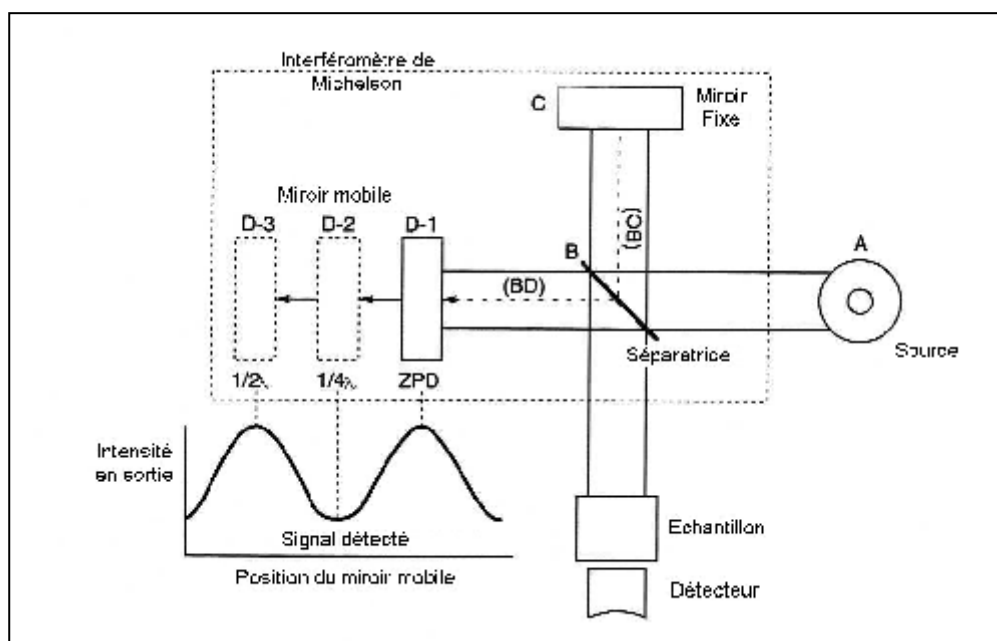 Interféromètre de
Michelson
C
Miroir
Fixe
Miroir mobile
D-3 D-2 D-1
(BC)
B
A
(BD)
Séparatrice
Source
1/2λ 1/4λ ZPD
Intensité
en sortie
Signal détecté
Echantillon
Position du miroir mobile
Détecteur